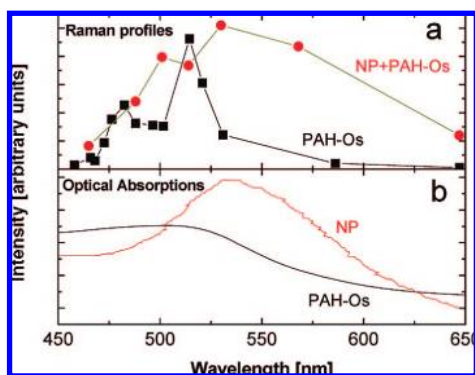 Raman profiles
a
NP+PAH-Os
PAH-Os
Intensity [arbitrary units]
Optical Absorptions
b
NP
PAH-Os
450 500 550 600 650
Wavelength [nm]